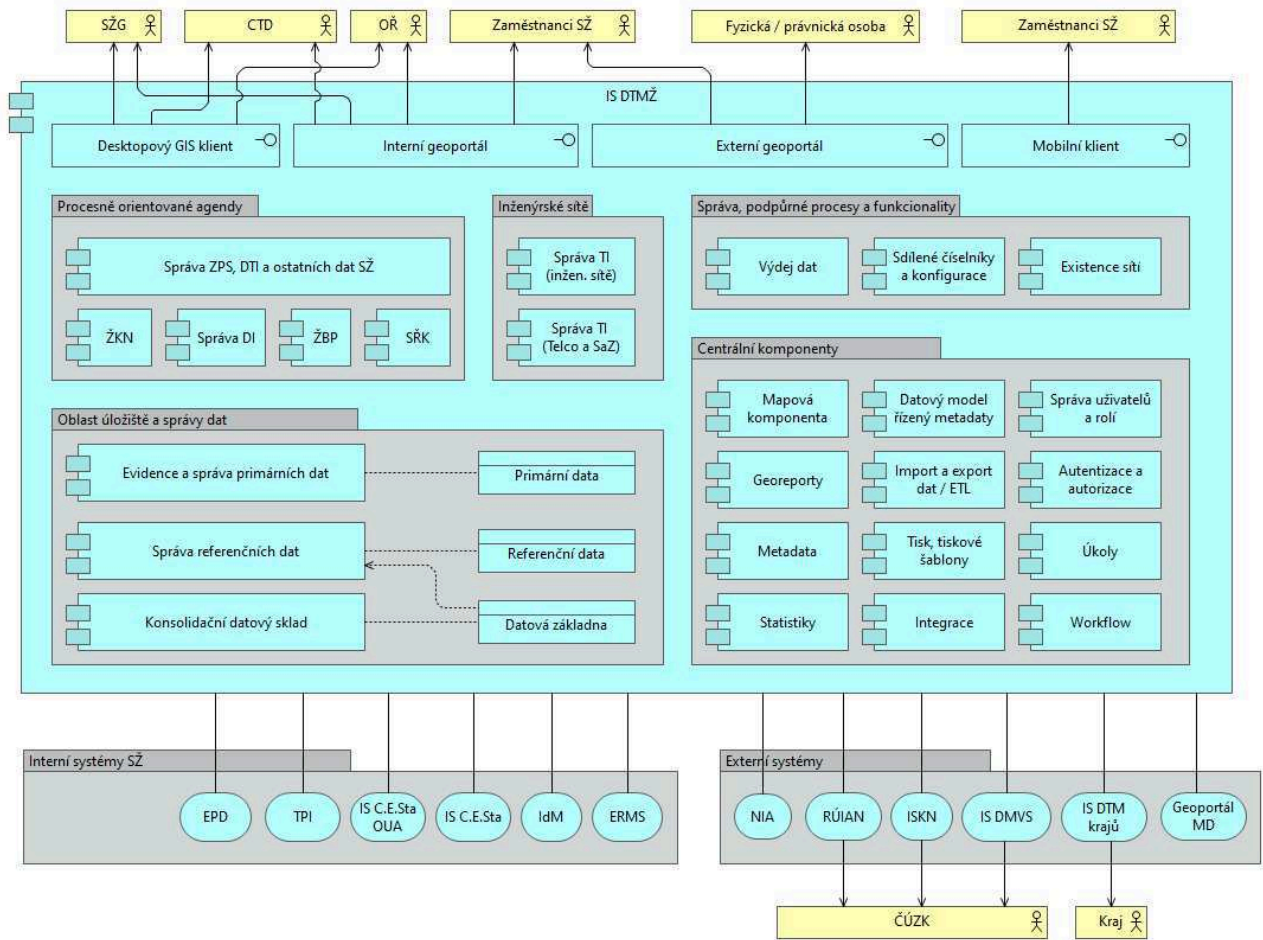 SŽG
CTD
OŘ
Zaměstnanci SŽ
Fyzická / právnická osoba
Zaměstnanci SŽ
IS DTMŽ
Desktopový GIS klient
Interní geoportál
Externí geoportál
Mobilní klient
Procesně orientované agendy
Správa ZPS, DTI a ostatních dat SŽ
ŽKN
Správa DI
ŽBP
SŘK
Inženýrské sítě
Správa TI
(inžen. sítě)
Správa TI
(Telco a SaZ)
Správa, podpůrné procesy a funkcionality
Výdej dat
Sdílené číselníky
a konfigurace
Existence sítí
Oblast úložiště a správy dat
Evidence a správa primárních dat
Primární data
Správa referenčních dat
Referenční data
Konsolidační datový sklad
Datová základna
Centrální komponenty
Mapová
komponenta
Datový model
řízený metadaty
Správa uživatelů
a rolí
Georeporty
Import a export
dat / ETL
Autentizace a
autorizace
Metadata
Tisk, tiskové
šablony
Úkoly
Statistiky
Integrace
Workflow
Interní systémy SŽ
EPD
TPI
IS C.E.Sta
OUA
IS C.E.Sta
IdM
ERMS
Externí systémy
NIA
RÚIAN
ISKN
IS DMVS
IS DTM
krajů
Geoportál
MD
ČÚZK
Kraj